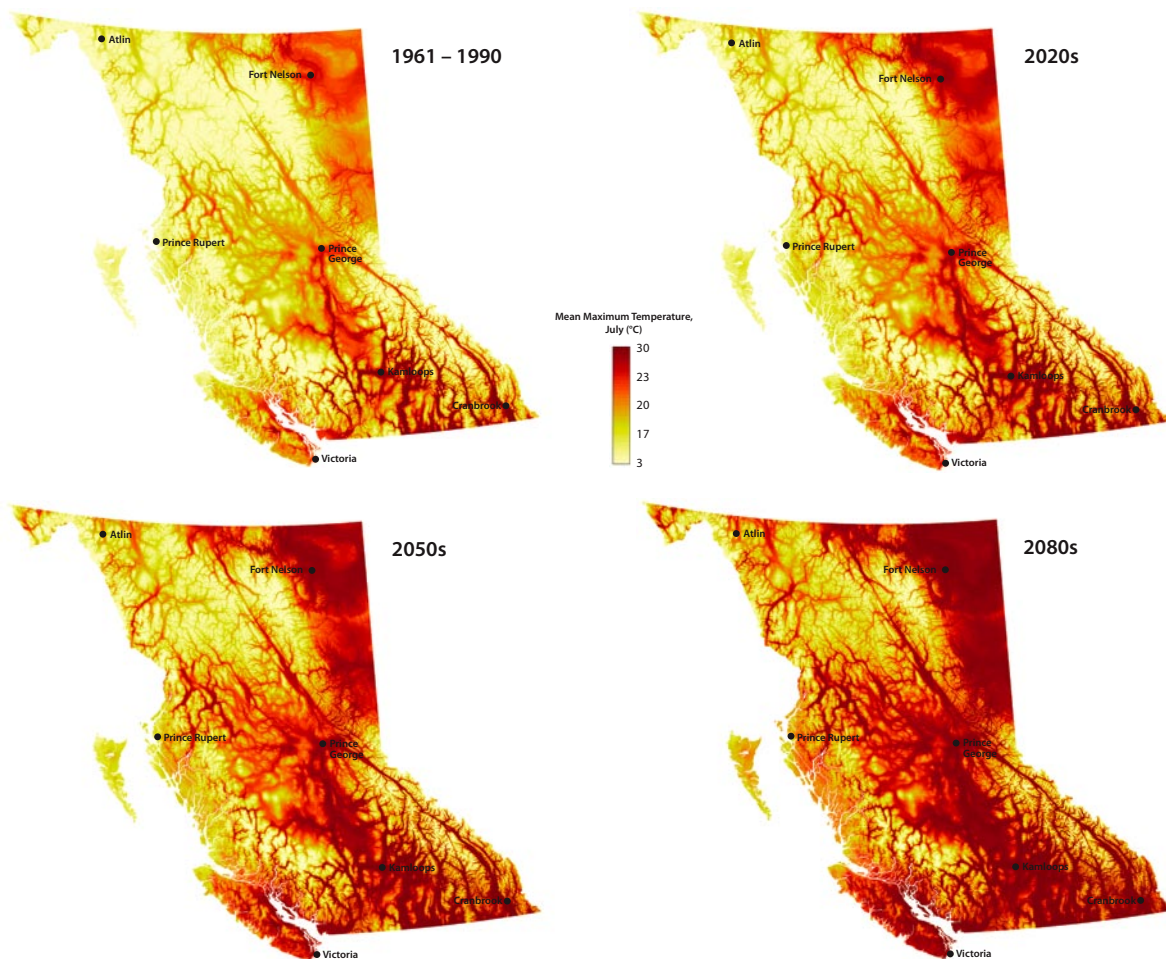 Atlin
1961 – 1990
Fort Nelson
Prince Rupert
Prince
George
Kamloops
Cranbrook
Victoria
Atlin
2020s
Fort Nelson
Prince Rupert
Prince
George
Kamloops
Cranbrook
Victoria
Mean Maximum Temperature,
July (°C)
30
23
20
17
3
Atlin
2050s
Fort Nelson
Prince Rupert
Prince
George
Kamloops
Cranbrook
Victoria
Atlin
2080s
Fort Nelson
Prince Rupert
Prince
George
Kamloops
Cranbrook
Victoria